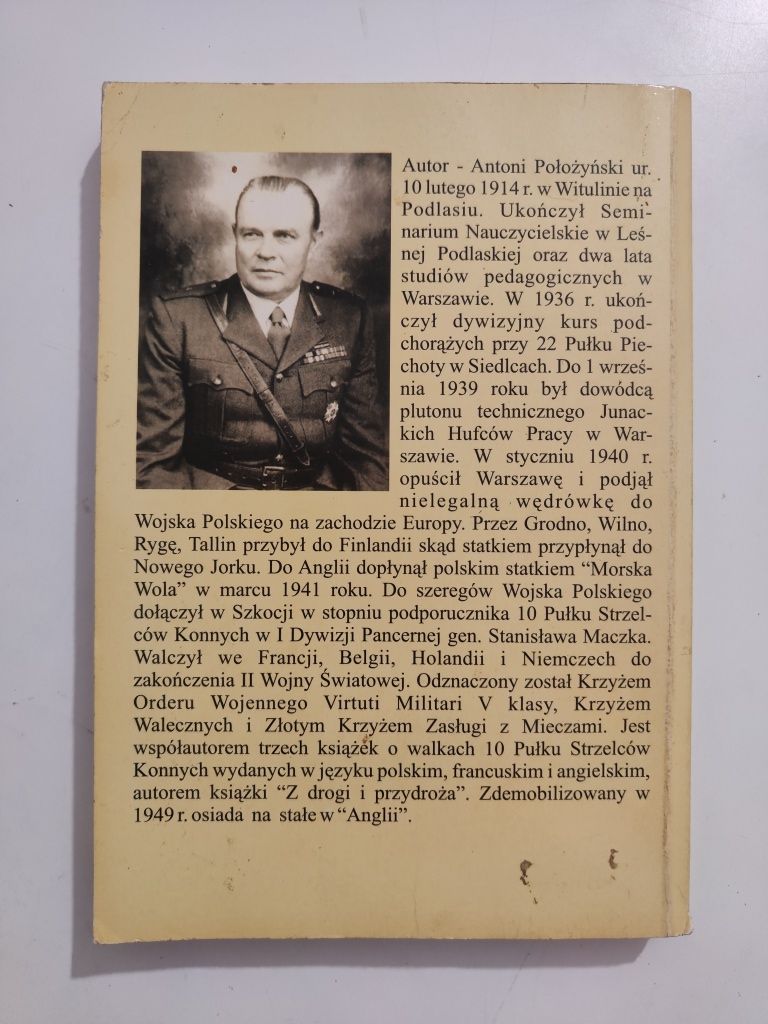 Autor - Antoni Położyński ur.
10 lutego 1914 r. w Witulinie na
Podlasiu. Ukończył Semi-
narium Nauczycielskie w Leś-
nej Podlaskiej oraz dwa lata
studiów pedagogicznych w
Warszawie. W 1936 r. ukoń-
czył dywizyjny kurs pod-
chorążych przy 22 Pułku Pie-
choty w Siedlcach. Do 1 wrześ-
nia 1939 roku był dowódcą
plutonu technicznego Junac-
kich Hufców Pracy w War-
szawie. W styczniu 1940 r.
opuścił Warszawę i podjął
nielegalną wędrówkę do
Wojska Polskiego na zachodzie Europy. Przez Grodno, Wilno,
Rygę, Tallin przybył do Finlandii skąd statkiem przypłynął do
Nowego Jorku. Do Anglii dopłynął polskim statkiem “Morska
Wola” w marcu 1941 roku. Do szeregów Wojska Polskiego
dołączył w Szkocji w stopniu podporucznika 10 Pułku Strzel-
ców Konnych w I Dywizji Pancernej gen. Stanisława Maczka.
Walczył we Francji, Belgii, Holandii i Niemczech do
zakończenia II Wojny Światowej. Odznaczony został Krzyżem
Orderu Wojennego Virtuti Militari V klasy, Krzyżem
Walecznych i Złotym Krzyżem Zasługi z Mieczami. Jest
współautorem trzech książek o walkach 10 Pułku Strzelców
Konnych wydanych w języku polskim, francuskim i angielskim,
autorem książki “Z drogi i przydroża”. Zdemobilizowany w
1949 r. osiada na stałe w “Anglii”.